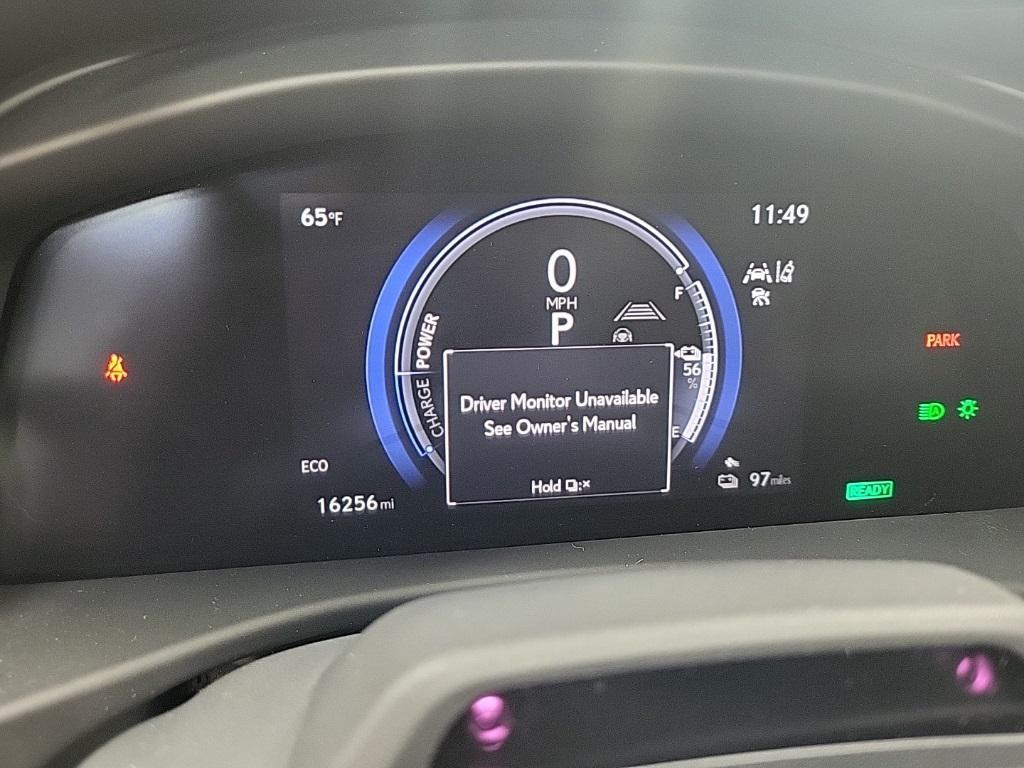 65°F
11:49
0
MPH
P
F
POWER
CHARGE
56
%
E
Driver Monitor Unavailable
See Owner's Manual
Hold :×
ECO
16256 mi
97 miles
PARK
A
READY